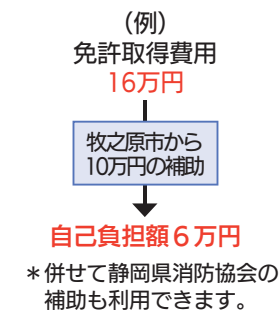 （例）
免許取得費用
16万円
牧之原市から
10万円の補助
自己負担額６万円
＊併せて静岡県消防協会の
補助も利用できます。